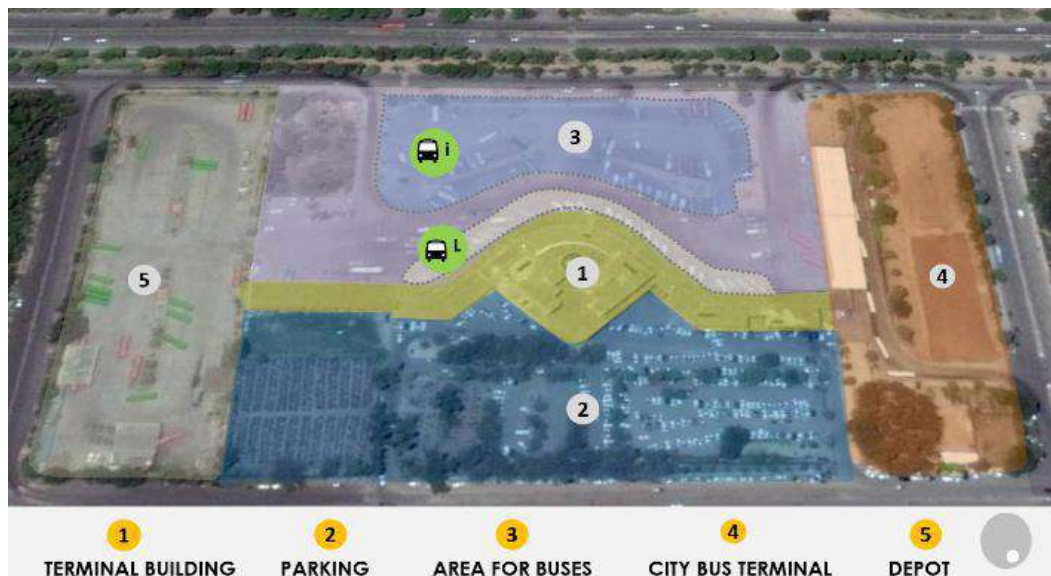 3
i
L
1
5
4
2
1 2 3 4 5
TERMINAL BUILDING PARKING AREA FOR BUSES CITY BUS TERMINAL DEPOT